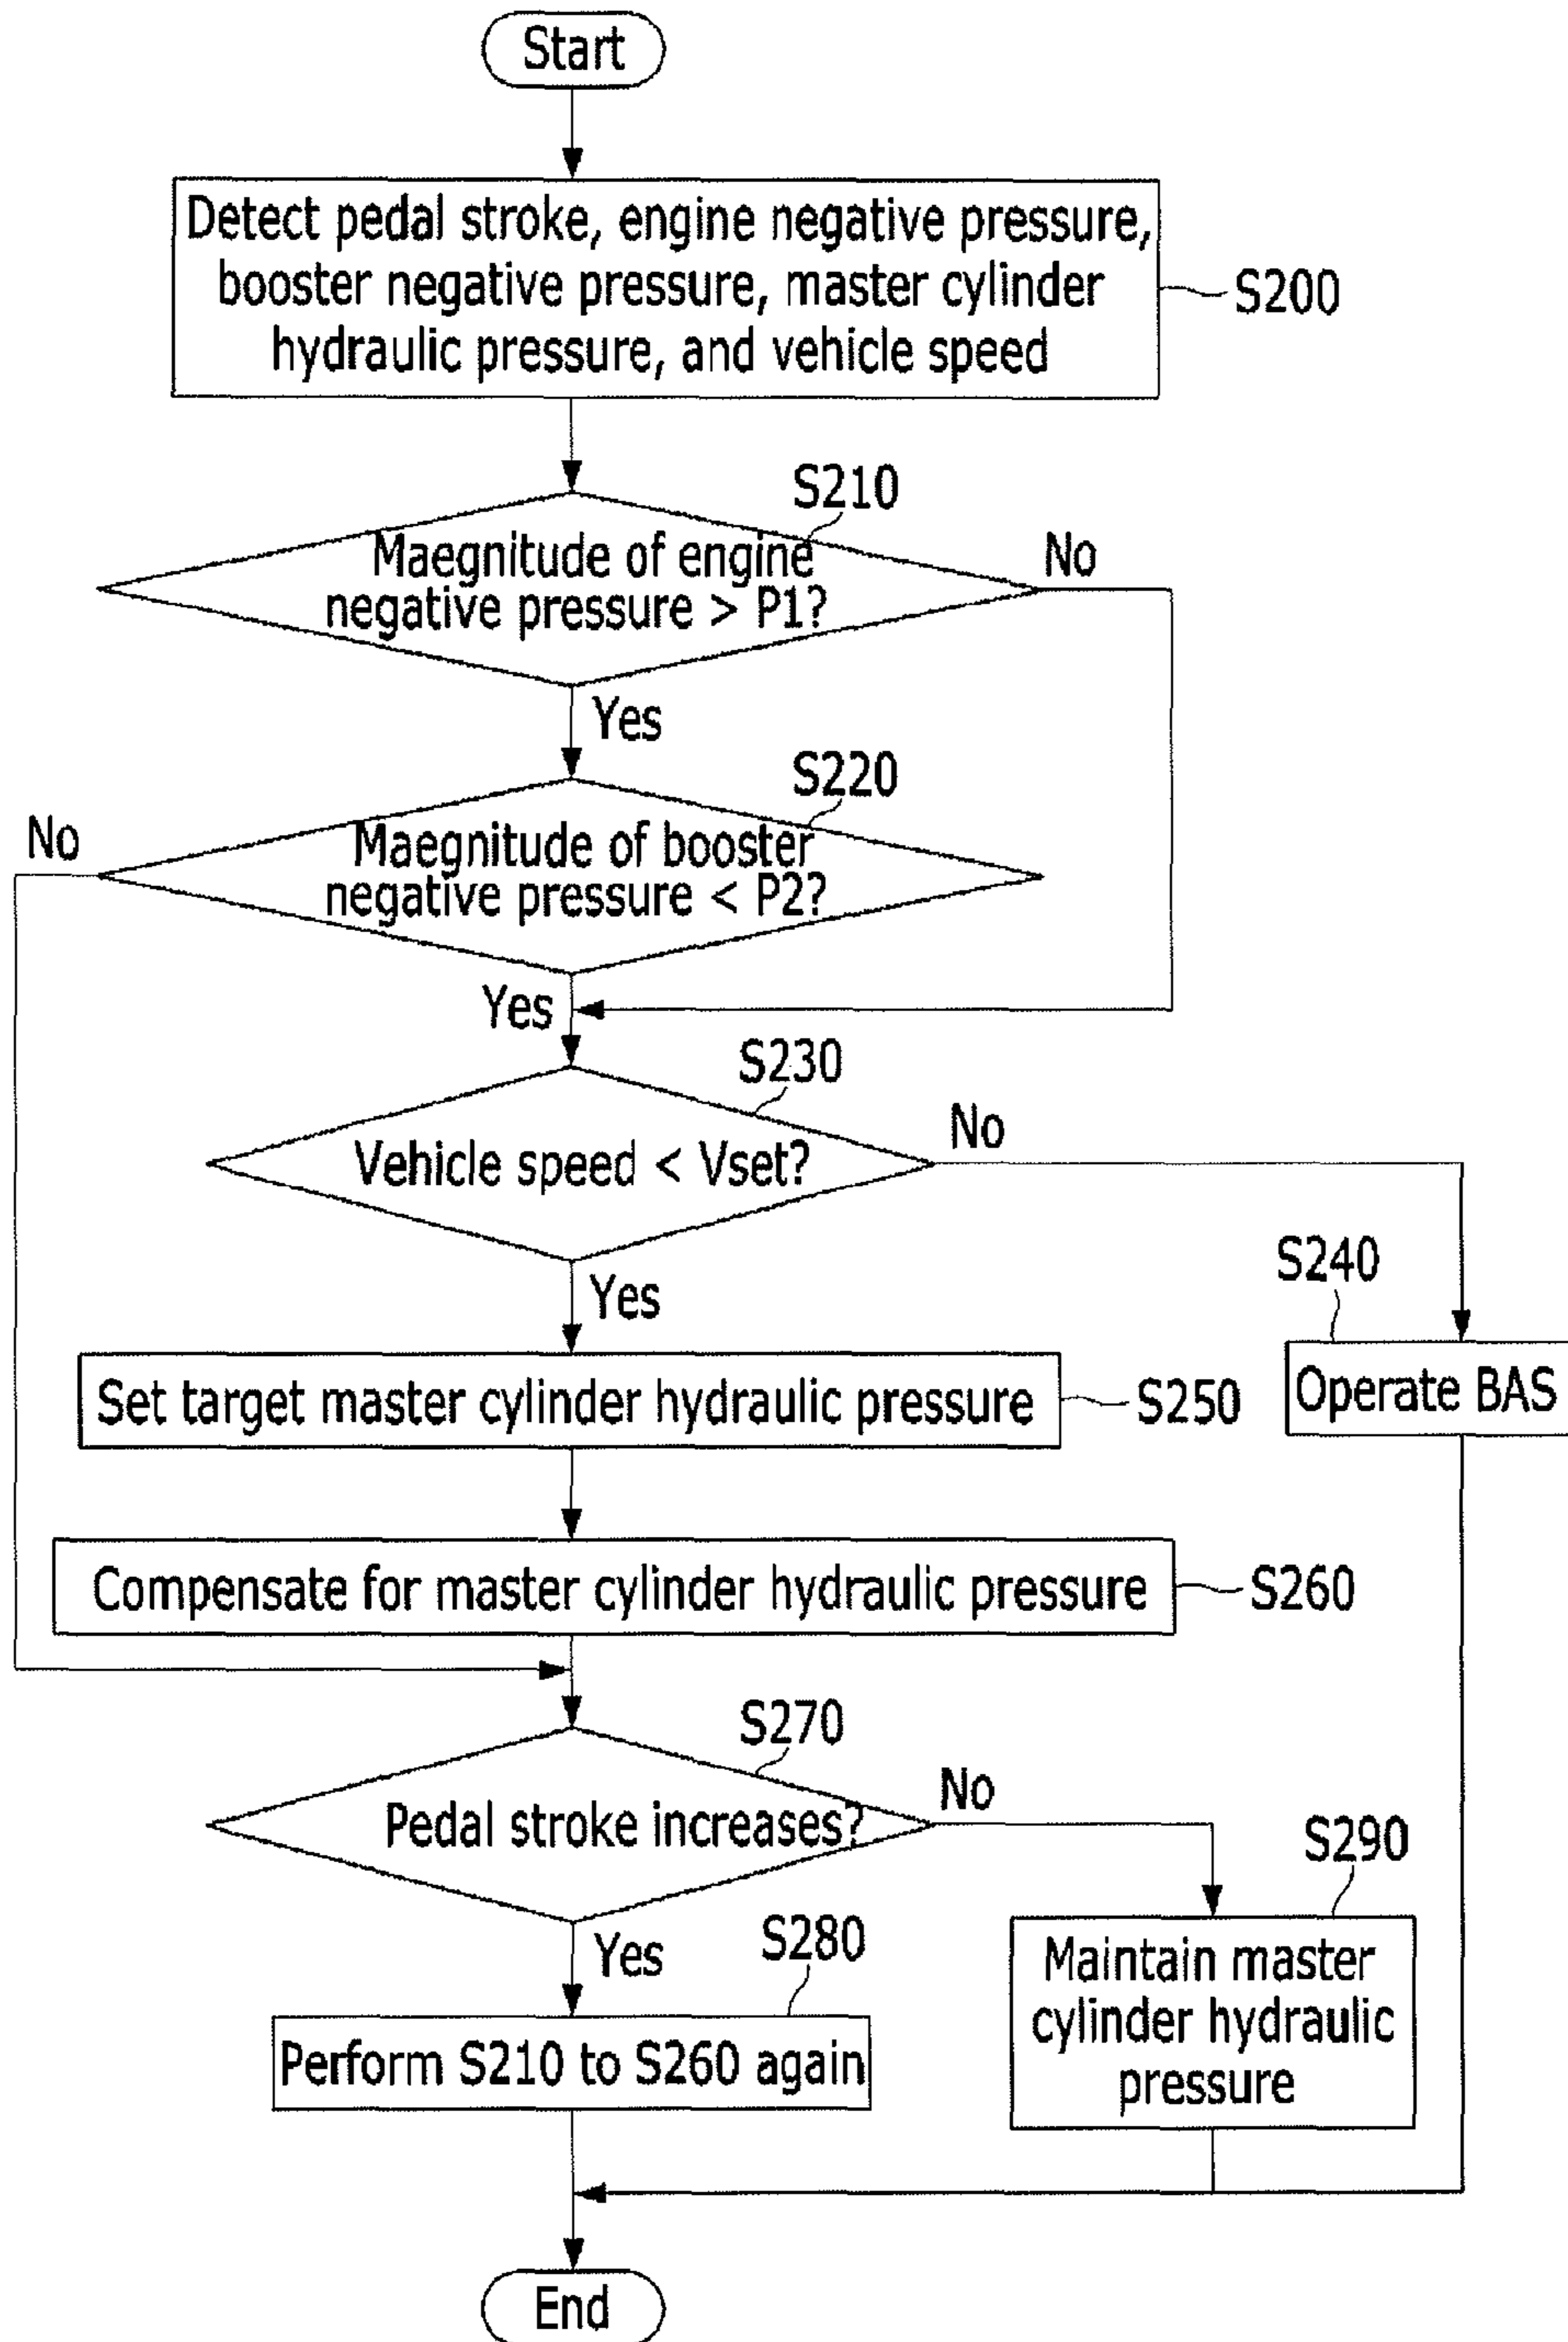 Start
Detect pedal stroke, engine negative pressure,
booster negative pressure, master cylinder
hydraulic pressure, and vehicle speed
S200
S210
Maegnitude of engine
negative pressure > P1?
No
Yes
S220
No
Maegnitude of booster
negative pressure < P2?
Yes
S230
Vehicle speed < Vset?
No
Yes
S240
Operate BAS
Set target master cylinder hydraulic pressure
S250
Compensate for master cylinder hydraulic pressure
S260
S270
Pedal stroke increases?
No
Yes
S280
Perform S210 to S260 again
S290
Maintain master
cylinder hydraulic
pressure
End